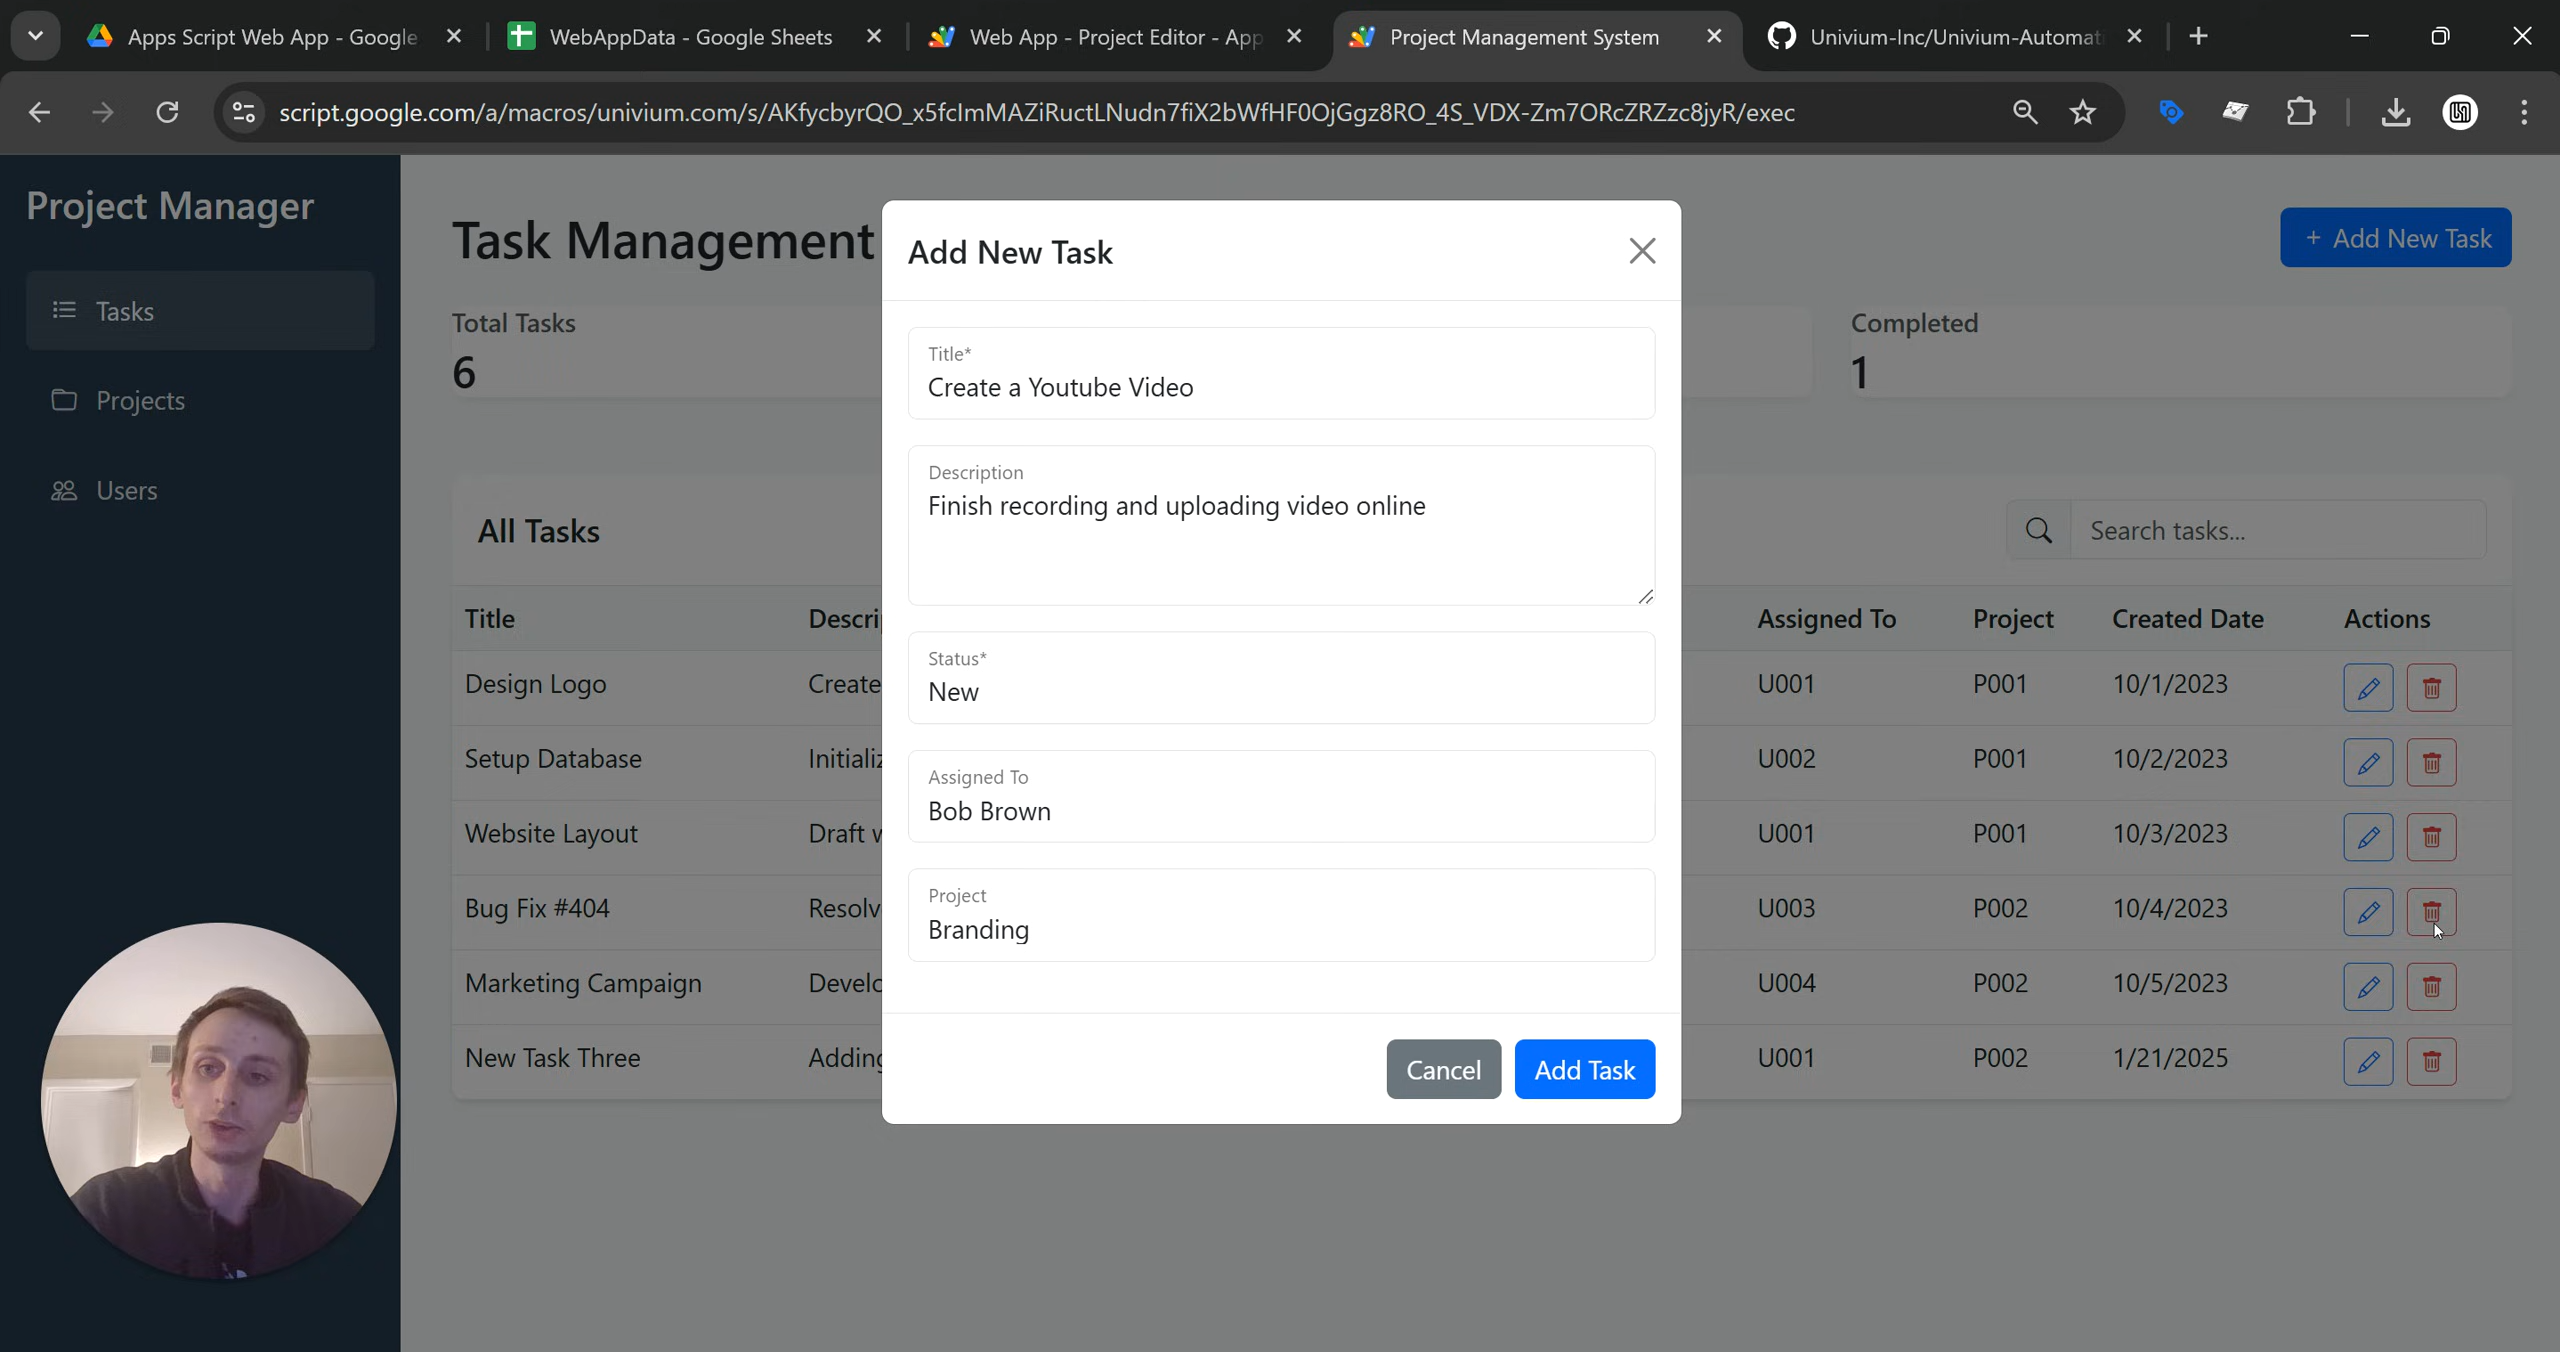 Apps Script Web App - Google
WebAppData - Google Sheets
Web App - Project Editor - App
Project Management System
Univium-Inc/Univium-Automat
script.google.com/a/macros/univium.com/s/AKfycbyrQO_x5fclmMAZiRuctLNudn7fiX2bWfHF0OjGgz8RO_4S_VDX-Zm7ORcZRZzc8jyR/exec
Project Manager
Tasks
Projects
Users
Task Management
+ Add New Task
Total Tasks
6
Completed
1
All Tasks
Search tasks...
Title Descri Assigned To Project Created Date Actions
Design Logo Create U001 P001 10/1/2023
Setup Database Initializ U002 P001 10/2/2023
Website Layout Draft w U001 P001 10/3/2023
Bug Fix #404 Resolv U003 P002 10/4/2023
Marketing Campaign Develo U004 P002 10/5/2023
New Task Three Adding U001 P002 1/21/2025
Add New Task
Title*
Create a Youtube Video
Description
Finish recording and uploading video online
Status*
New
Assigned To
Bob Brown
Project
Branding
Cancel Add Task